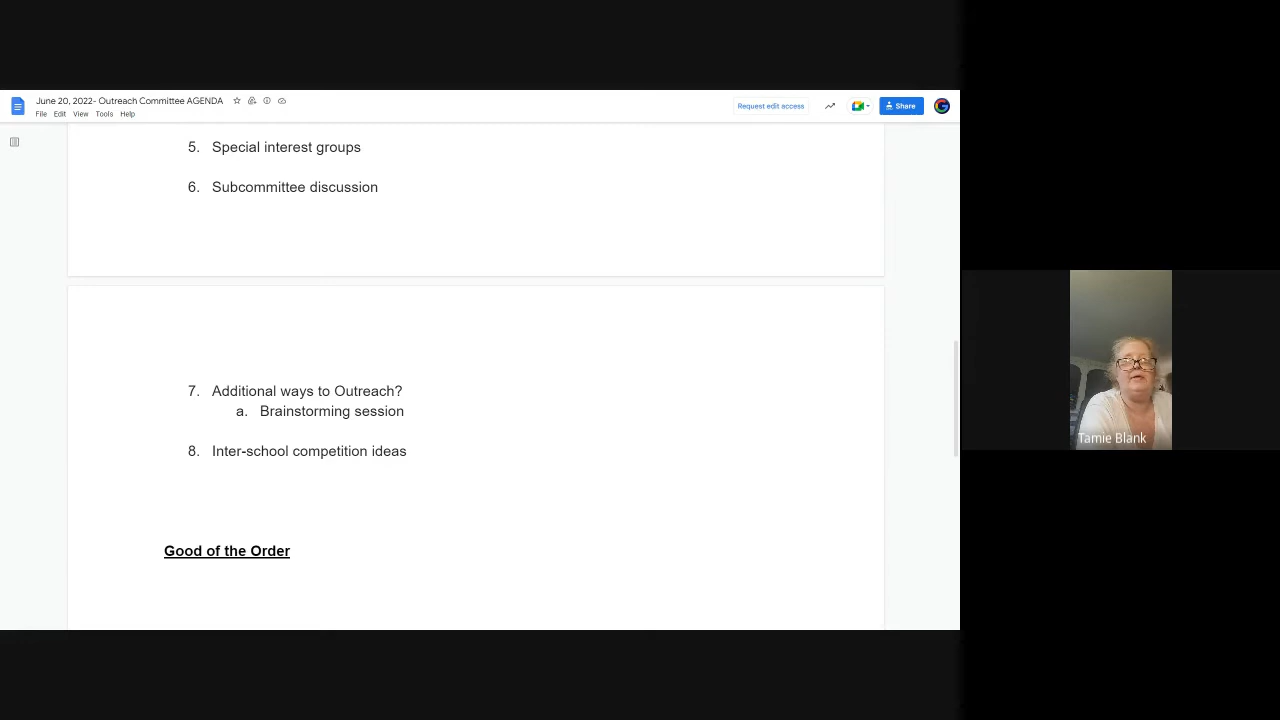 June 20, 2022- Outreach Committee AGENDA
File Edit View Tools Help
Request edit access
Share
5. Special interest groups
6. Subcommittee discussion
7. Additional ways to Outreach?
a. Brainstorming session
8. Inter-school competition ideas
Good of the Order
Tamie Blank